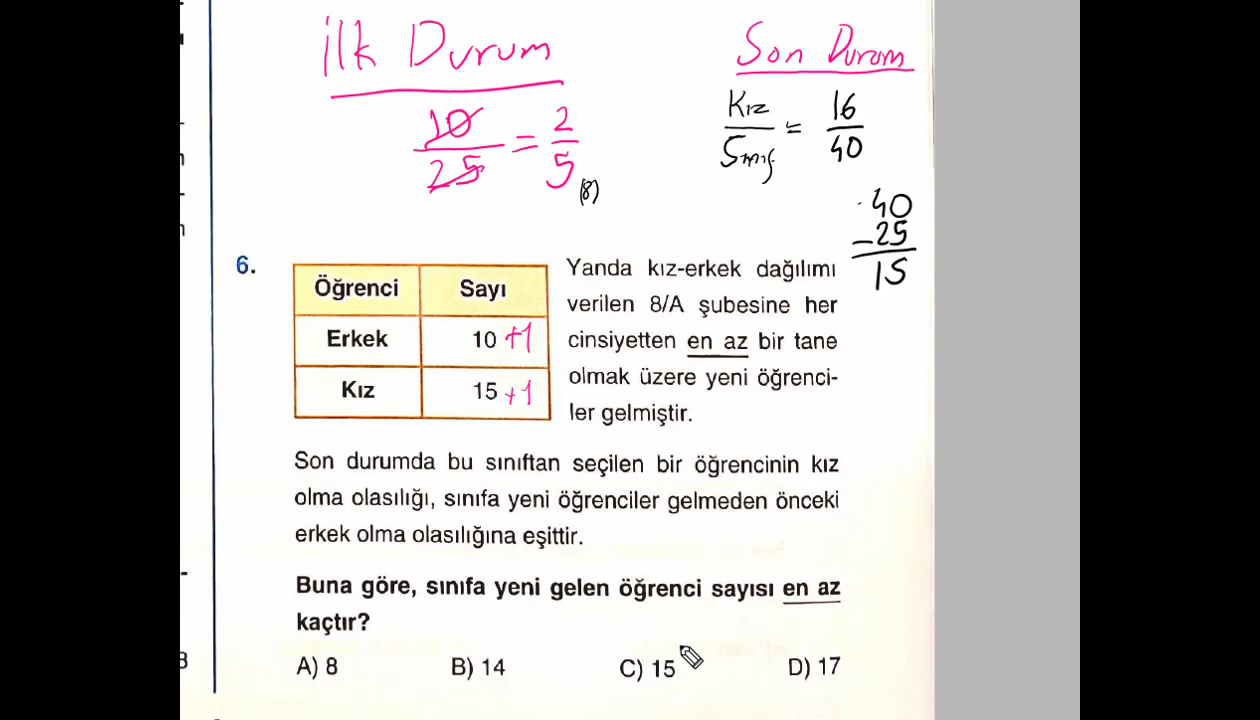 İlk Durum
Son Durum
10/25 = 2/5 (8)
Kız/Sınıf = 16/40
40
-25
15
6.
Öğrenci Sayı
Erkek 10 +1
Kız 15 +1
Yanda kız-erkek dağılımı
verilen 8/A şubesine her
cinsiyetten en az bir tane
olmak üzere yeni öğrenci-
ler gelmiştir.
Son durumda bu sınıftan seçilen bir öğrencinin kız
olma olasılığı, sınıfa yeni öğrenciler gelmeden önceki
erkek olma olasılığına eşittir.
Buna göre, sınıfa yeni gelen öğrenci sayısı en az
kaçtır?
A) 8 B) 14 C) 15 D) 17